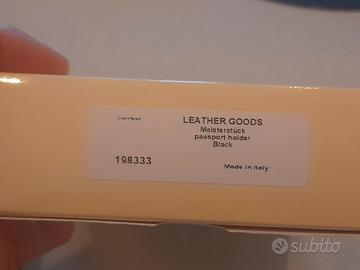 LEATHER GOODS
Meisterstück
passport holder
Black
198333
Made in Italy
subito